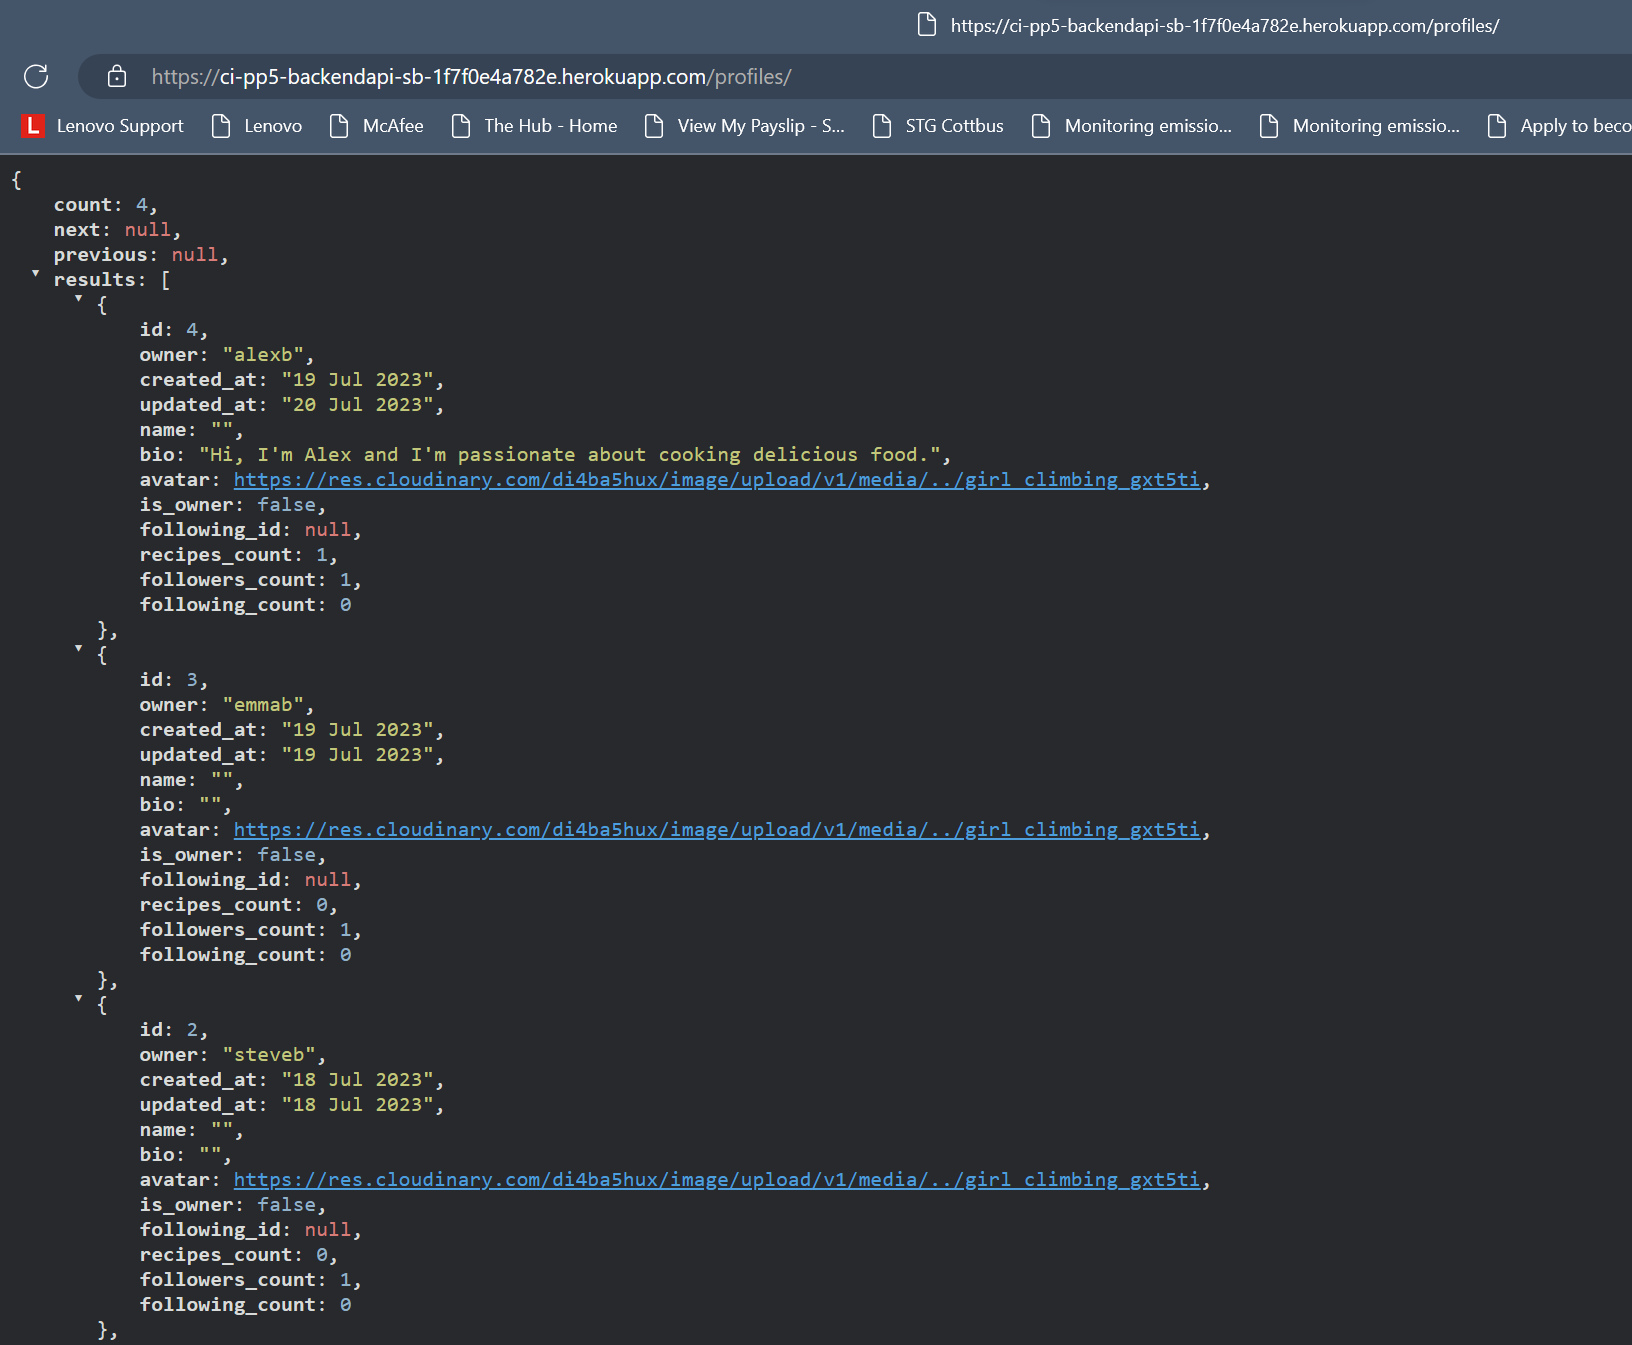 https://ci-pp5-backendapi-sb-1f7f0e4a782e.herokuapp.com/profiles/
https://ci-pp5-backendapi-sb-1f7f0e4a782e.herokuapp.com/profiles/
L Lenovo Support Lenovo McAfee The Hub - Home View My Payslip - S... STG Cottbus Monitoring emissio... Monitoring emissio... Apply to beco
{
count: 4,
next: null,
previous: null,
results: [
{
id: 4,
owner: "alexb",
created_at: "19 Jul 2023",
updated_at: "20 Jul 2023",
name: "",
bio: "Hi, I'm Alex and I'm passionate about cooking delicious food.",
avatar: https://res.cloudinary.com/di4ba5hux/image/upload/v1/media/../girl_climbing_gxt5ti,
is_owner: false,
following_id: null,
recipes_count: 1,
followers_count: 1,
following_count: 0
},
{
id: 3,
owner: "emmab",
created_at: "19 Jul 2023",
updated_at: "19 Jul 2023",
name: "",
bio: "",
avatar: https://res.cloudinary.com/di4ba5hux/image/upload/v1/media/../girl_climbing_gxt5ti,
is_owner: false,
following_id: null,
recipes_count: 0,
followers_count: 1,
following_count: 0
},
{
id: 2,
owner: "steveb",
created_at: "18 Jul 2023",
updated_at: "18 Jul 2023",
name: "",
bio: "",
avatar: https://res.cloudinary.com/di4ba5hux/image/upload/v1/media/../girl_climbing_gxt5ti,
is_owner: false,
following_id: null,
recipes_count: 0,
followers_count: 1,
following_count: 0
},